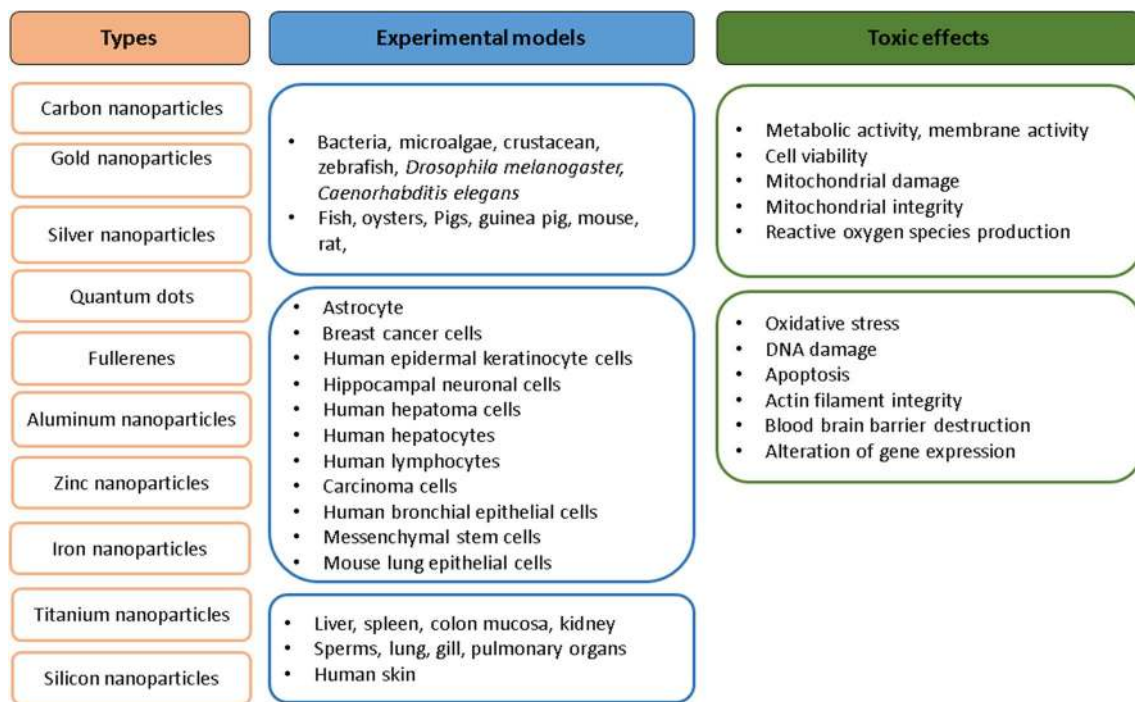 Types
Carbon nanoparticles
Gold nanoparticles
Silver nanoparticles
Quantum dots
Fullerenes
Aluminum nanoparticles
Zinc nanoparticles
Iron nanoparticles
Titanium nanoparticles
Silicon nanoparticles
Experimental models
• Bacteria, microalgae, crustacean,
zebrafish, Drosophila melanogaster,
Caenorhabditis elegans
• Fish, oysters, Pigs, guinea pig, mouse,
rat,
• Astrocyte
• Breast cancer cells
• Human epidermal keratinocyte cells
• Hippocampal neuronal cells
• Human hepatoma cells
• Human hepatocytes
• Human lymphocytes
• Carcinoma cells
• Human bronchial epithelial cells
• Messenchymal stem cells
• Mouse lung epithelial cells
• Liver, spleen, colon mucosa, kidney
• Sperms, lung, gill, pulmonary organs
• Human skin
Toxic effects
• Metabolic activity, membrane activity
• Cell viability
• Mitochondrial damage
• Mitochondrial integrity
• Reactive oxygen species production
• Oxidative stress
• DNA damage
• Apoptosis
• Actin filament integrity
• Blood brain barrier destruction
• Alteration of gene expression